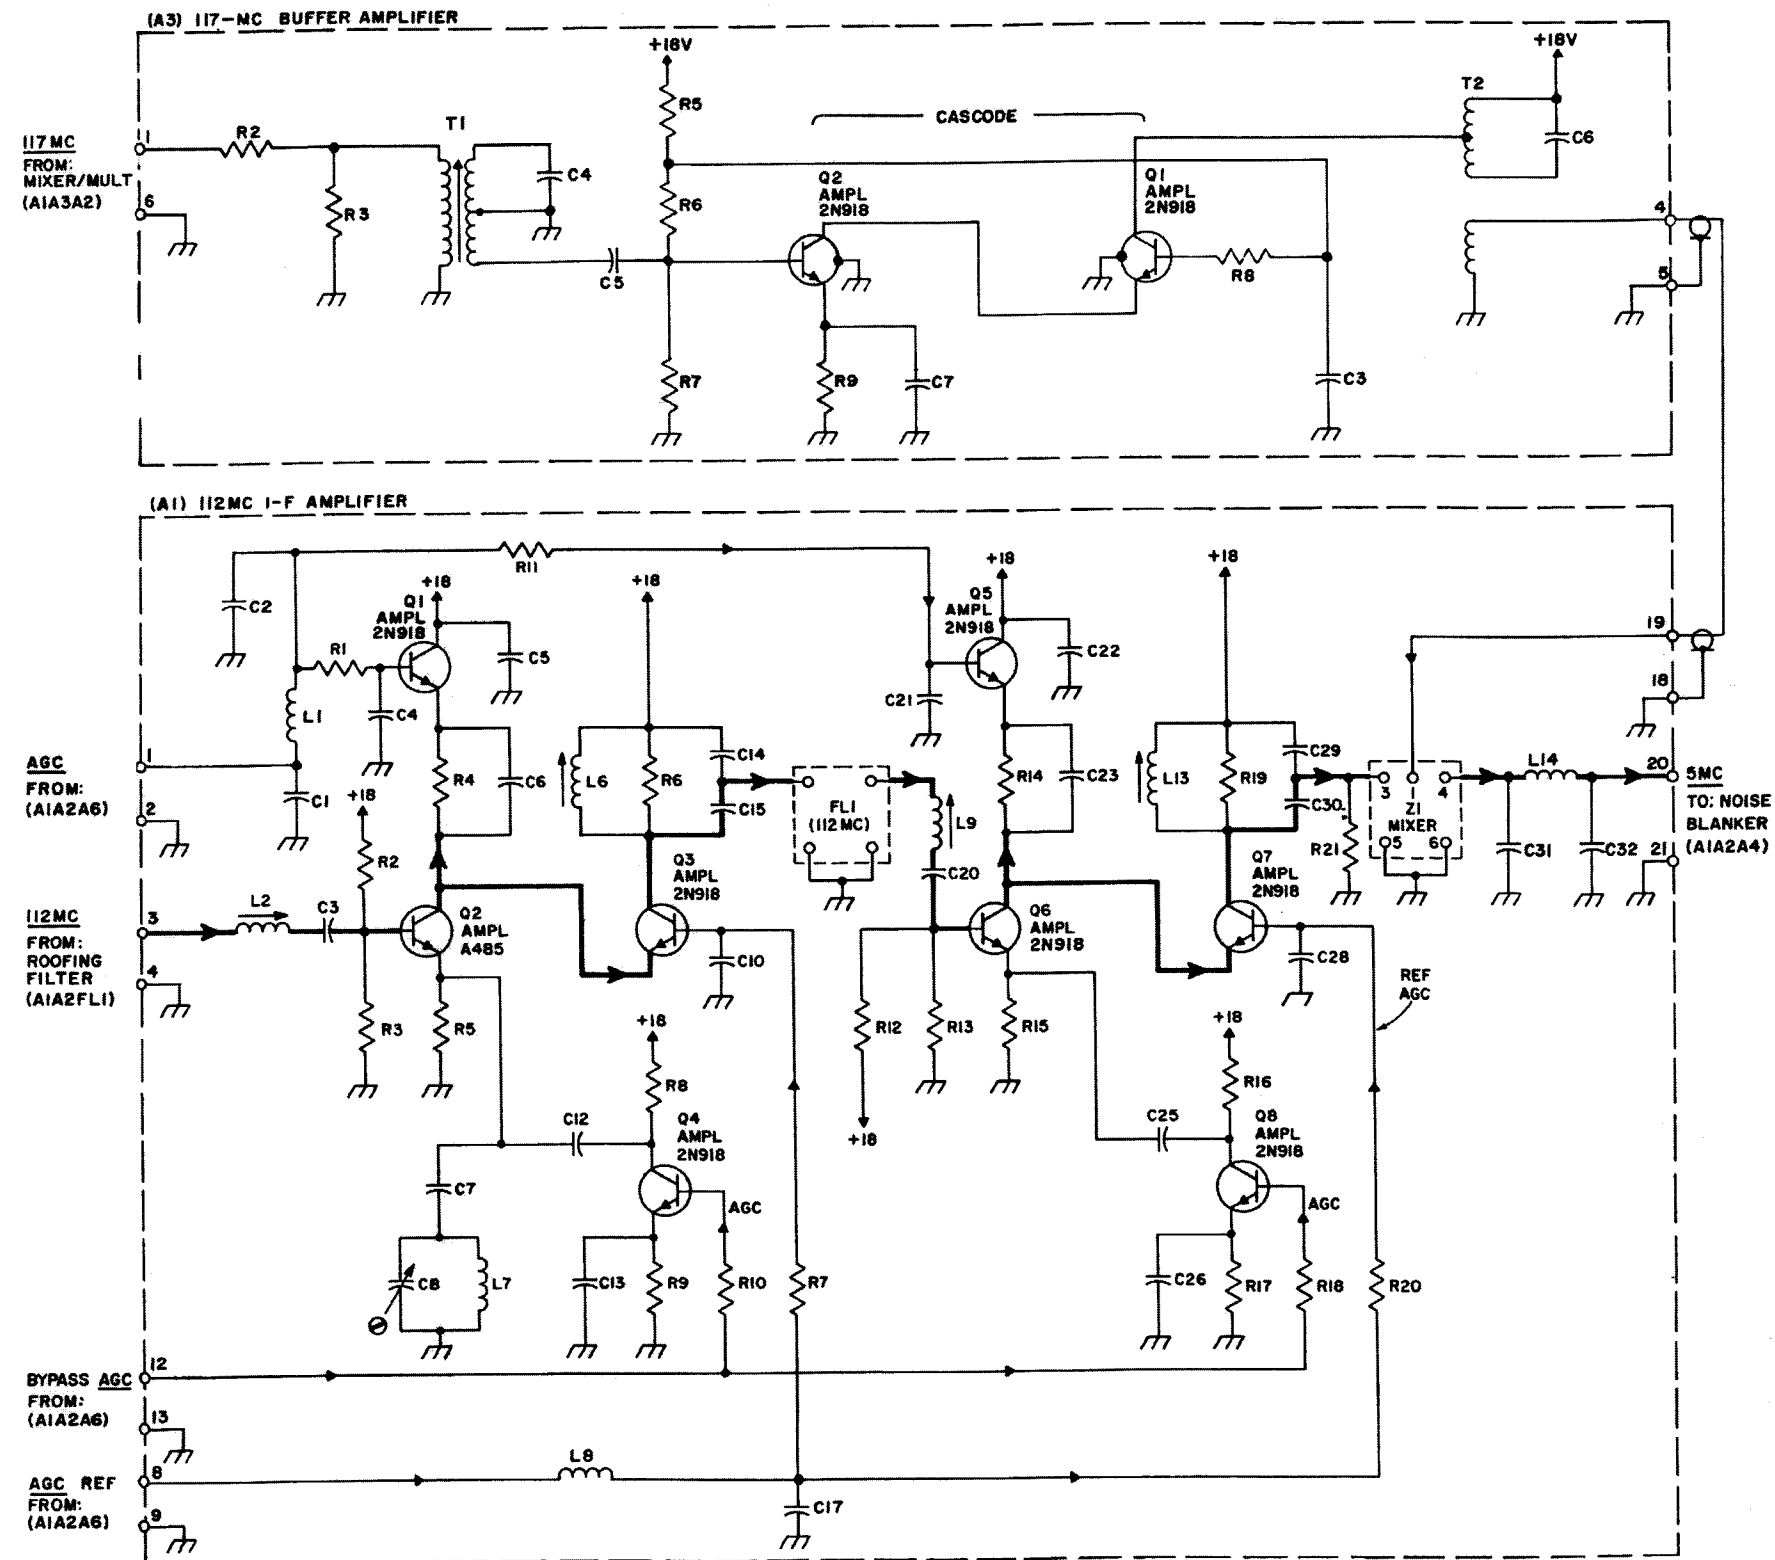 (A3) 117-MC BUFFER AMPLIFIER
+18V
+18V
R5
T2
CASCODE
C6
117MC
FROM:
MIXER/MULT
(A1A3A2)
1
R2
T1
C4
6
R3
R6
Q2
AMPL
2N918
Q1
AMPL
2N918
4
C5
R8
5
R7
R9
C7
C3
(A1) 112MC I-F AMPLIFIER
R11
+18
+18
+18
+18
C2
Q1
AMPL
2N918
C5
Q5
AMPL
2N918
C22
19
R1
L1
C4
C21
18
AGC
FROM:
(A1A2A6)
1
2
C1
R4
C6
L6
R6
C14
C15
FL1
(112MC)
L9
R14
C23
L13
R19
C29
C30
3
4
Z1
MIXER
5
6
L14
20
5MC
TO: NOISE
BLANKER
(A1A2A4)
21
R21
C31
C32
+18
R2
C20
Q3
AMPL
2N918
Q7
AMPL
2N918
112MC
FROM:
ROOFING
FILTER
(A1A2FL1)
3
4
L2
C3
Q2
AMPL
A485
Q6
AMPL
2N918
C10
C28
REF
AGC
R3
R5
+18
R12
R13
R15
+18
R8
R16
C12
Q4
AMPL
2N918
+18
C25
Q8
AMPL
2N918
C7
AGC
AGC
C8
L7
C13
R9
R10
R7
C26
R17
R18
R20
BYPASS AGC
FROM:
(A1A2A6)
12
13
AGC REF
FROM:
(A1A2A6)
8
9
L8
C17